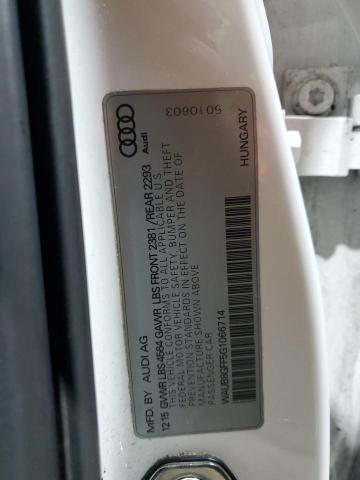 5010603
Audi
HUNGARY
MFD. BY AUDI AG
12 15 GVWR LBS 4564 GAWR LBS FRONT 2381 / REAR 2293
THIS VEHICLE CONFORMS TO ALL APPLICABLE
FEDERAL MOTOR VEHICLE SAFETY, BUMPER AND THEFT
PREVENTION STANDARDS IN EFFECT ON THE DATE OF
MANUFACTURE SHOWN ABOVE
PASSENGER CAR
WAUB8GFF5G1066714